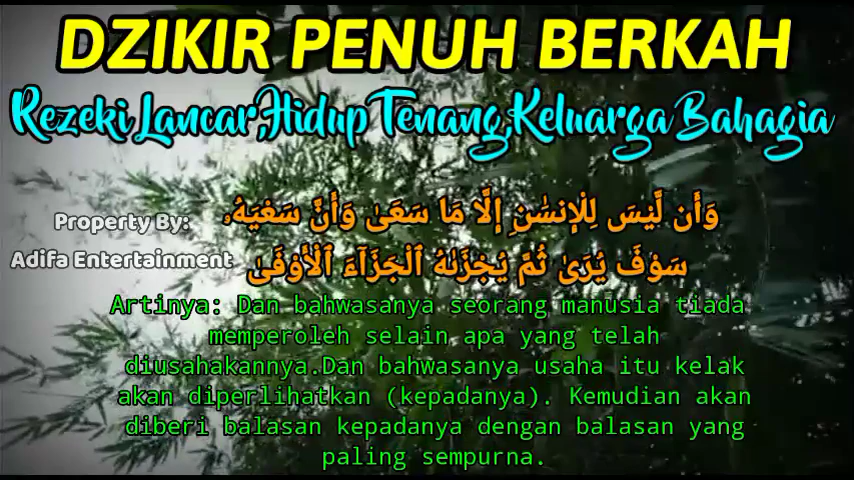 DZIKIR PENUH BERKAH
Rezeki Lancar,Hidup Tenang,Keluarga Bahagia
Property By:
Adifa Entertainment
وَأَن لَّيْسَ لِلْإِنسَٰنِ إِلَّا مَا سَعَىٰ وَأَنَّ سَعْيَهُۥ
سَوْفَ يُرَىٰ ثُمَّ يُجْزَىٰهُ ٱلْجَزَآءَ ٱلْأَوْفَىٰ
Artinya: Dan bahwasanya seorang manusia tiada
memperoleh selain apa yang telah
diusahakannya.Dan bahwasanya usaha itu kelak
akan diperlihatkan (kepadanya). Kemudian akan
diberi balasan kepadanya dengan balasan yang
paling sempurna.